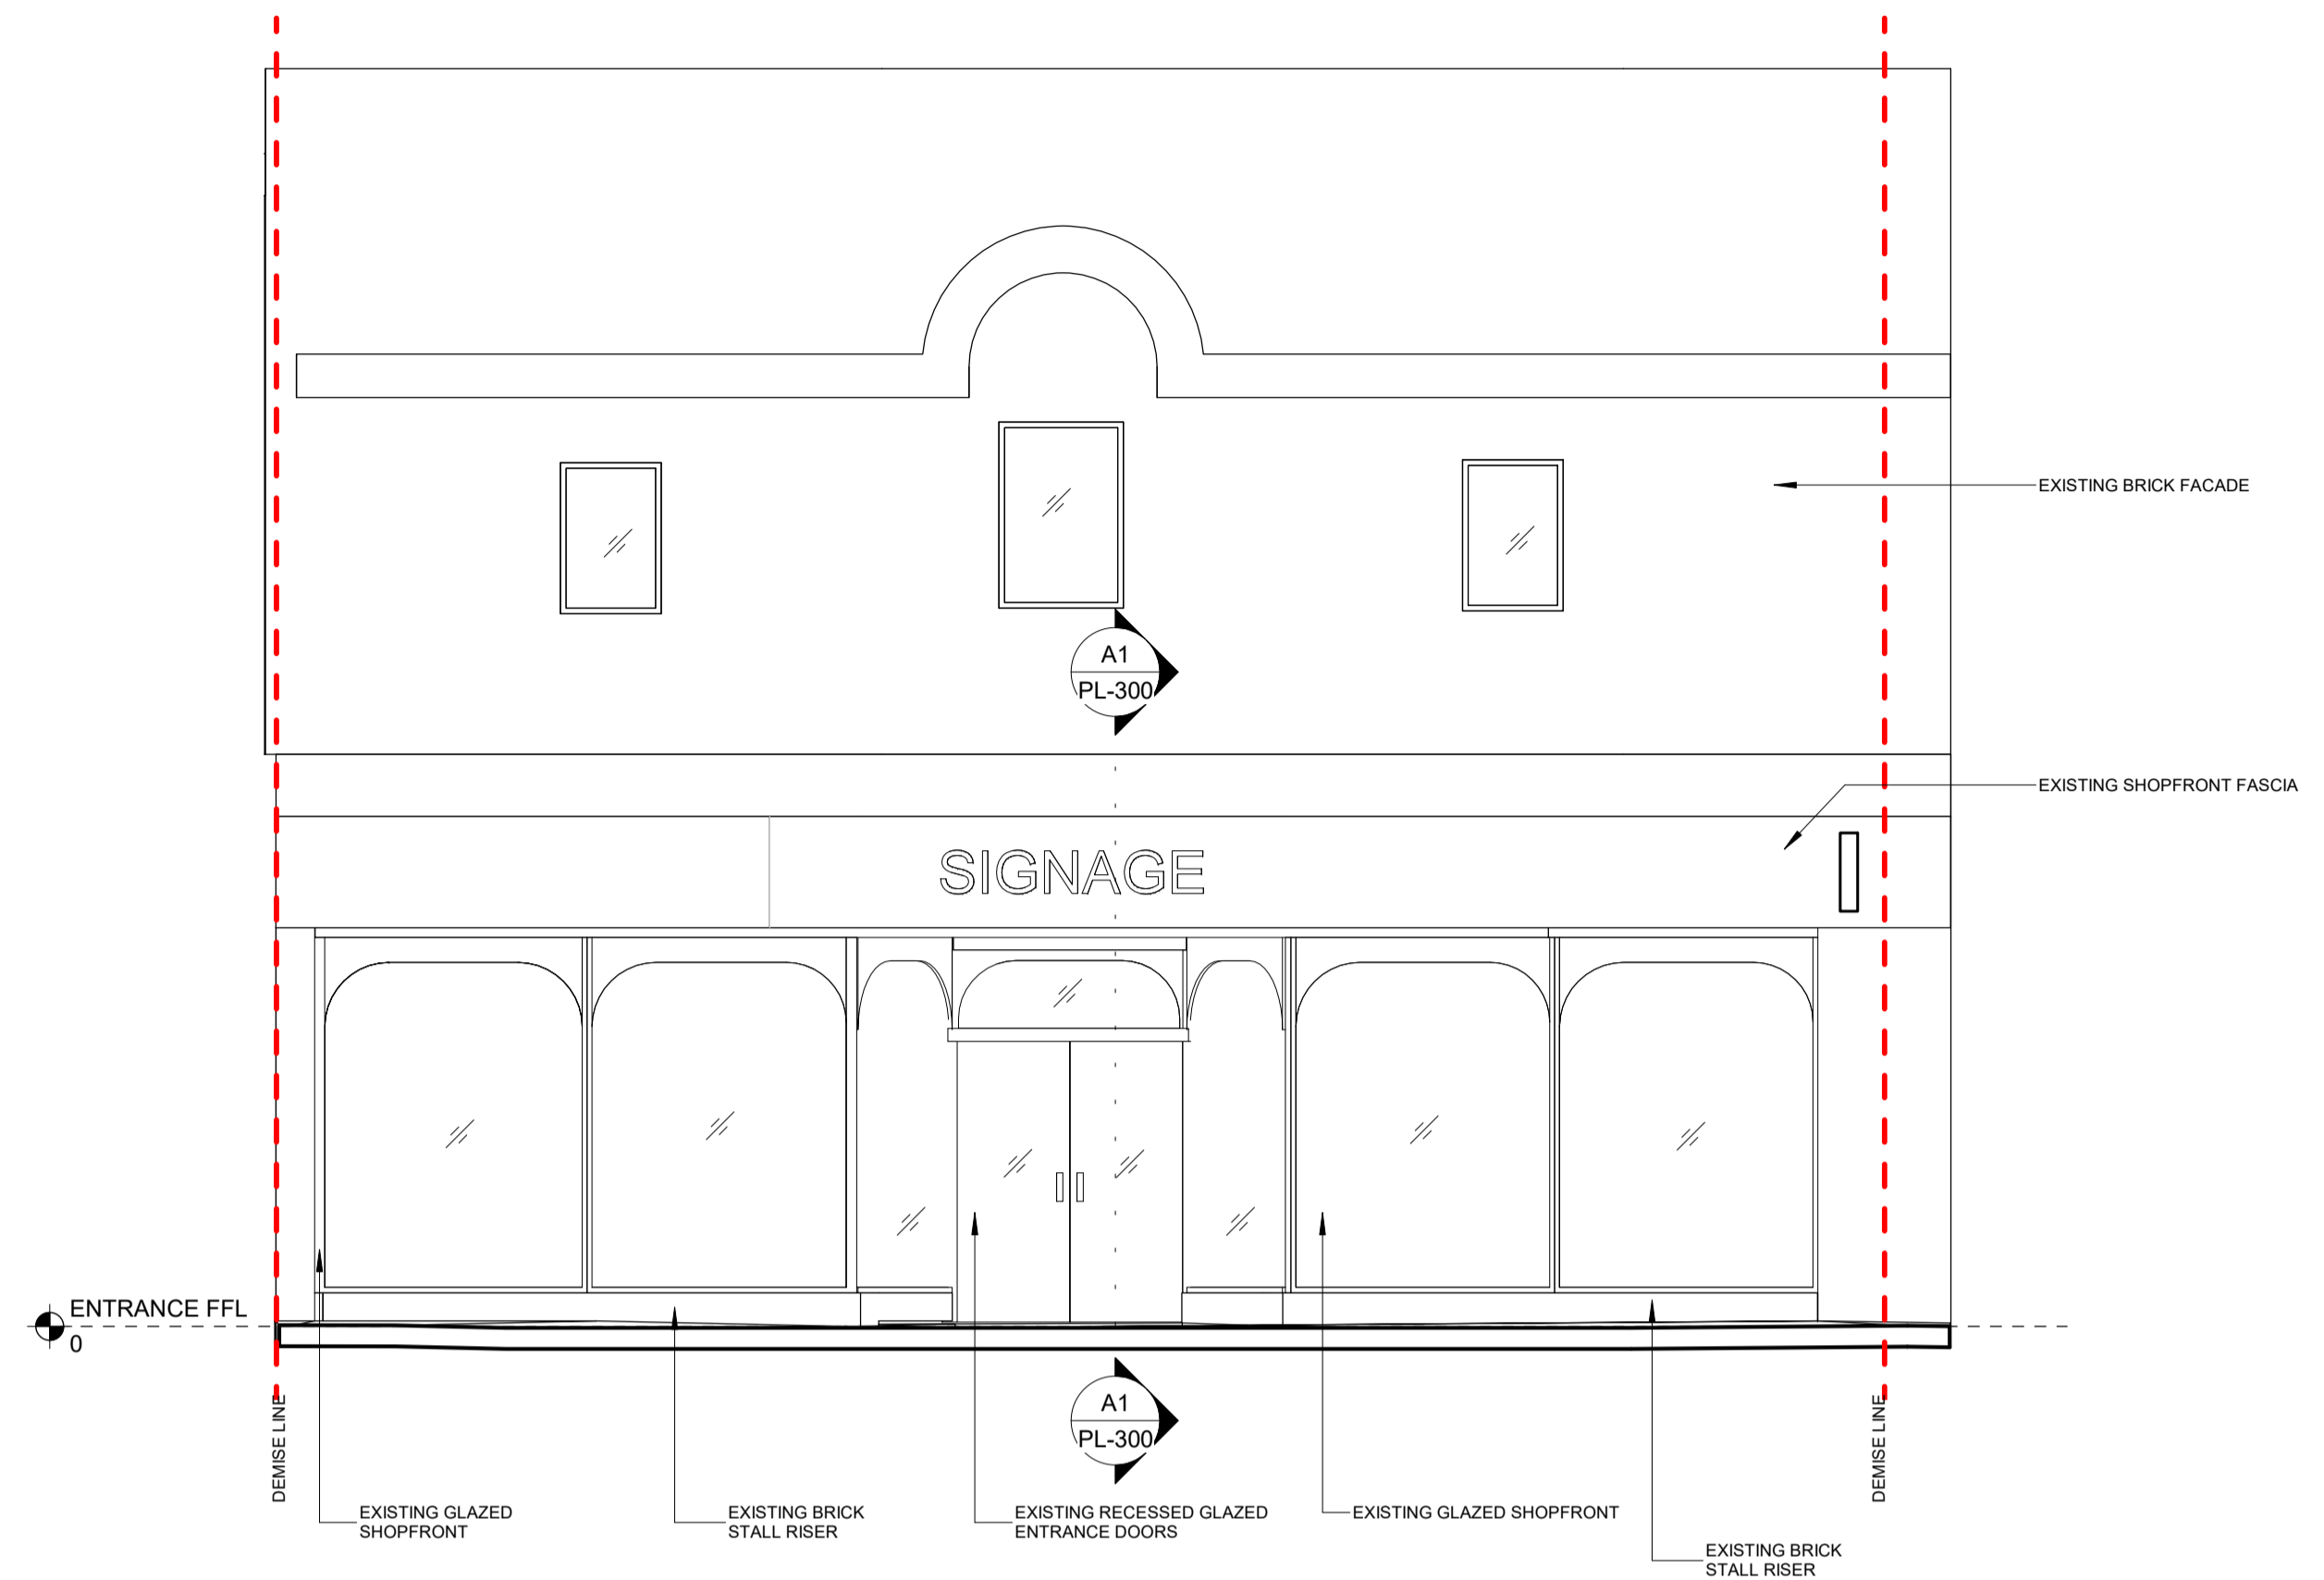 A1
PL-300
EXISTING BRICK FACADE
EXISTING SHOPFRONT FASCIA
SIGNAGE
ENTRANCE FFL
0
A1
PL-300
DEMISE LINE
DEMISE LINE
EXISTING GLAZED
SHOPFRONT
EXISTING BRICK
STALL RISER
EXISTING RECESSED GLAZED
ENTRANCE DOORS
EXISTING GLAZED SHOPFRONT
EXISTING BRICK
STALL RISER